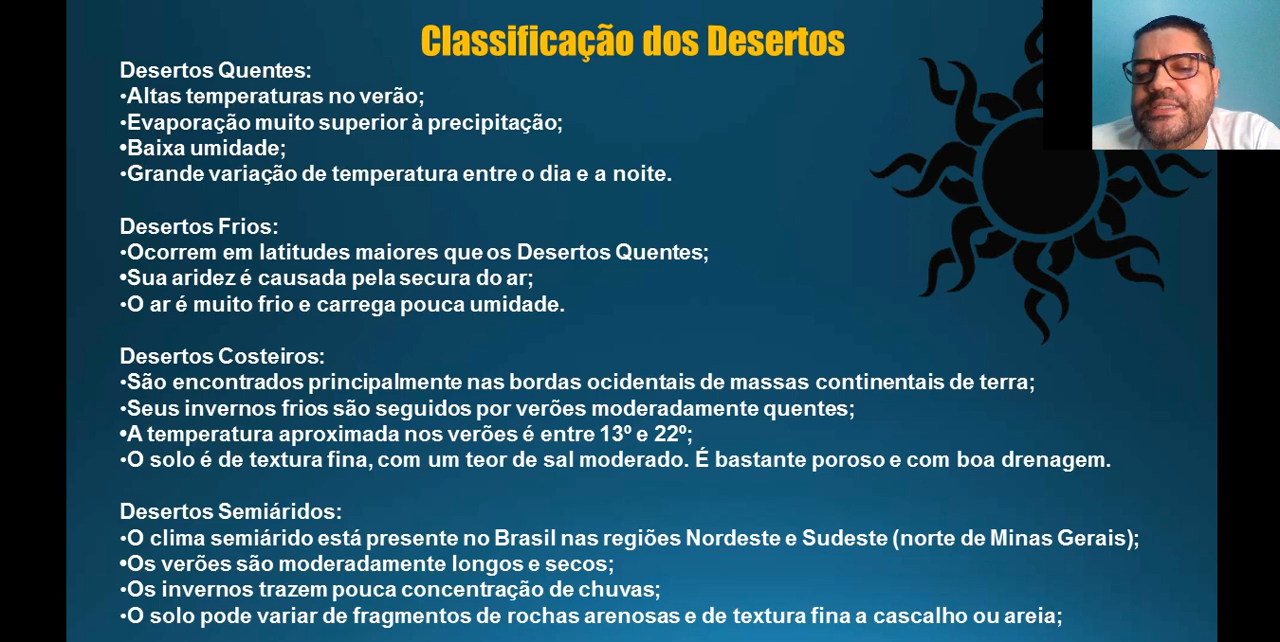 Classificação dos Desertos
Desertos Quentes:
•Altas temperaturas no verão;
•Evaporação muito superior à precipitação;
•Baixa umidade;
•Grande variação de temperatura entre o dia e a noite.
Desertos Frios:
•Ocorrem em latitudes maiores que os Desertos Quentes;
•Sua aridez é causada pela secura do ar;
•O ar é muito frio e carrega pouca umidade.
Desertos Costeiros:
•São encontrados principalmente nas bordas ocidentais de massas continentais de terra;
•Seus invernos frios são seguidos por verões moderadamente quentes;
•A temperatura aproximada nos verões é entre 13º e 22º;
•O solo é de textura fina, com um teor de sal moderado. É bastante poroso e com boa drenagem.
Desertos Semiáridos:
•O clima semiárido está presente no Brasil nas regiões Nordeste e Sudeste (norte de Minas Gerais);
•Os verões são moderadamente longos e secos;
•Os invernos trazem pouca concentração de chuvas;
•O solo pode variar de fragmentos de rochas arenosas e de textura fina a cascalho ou areia;